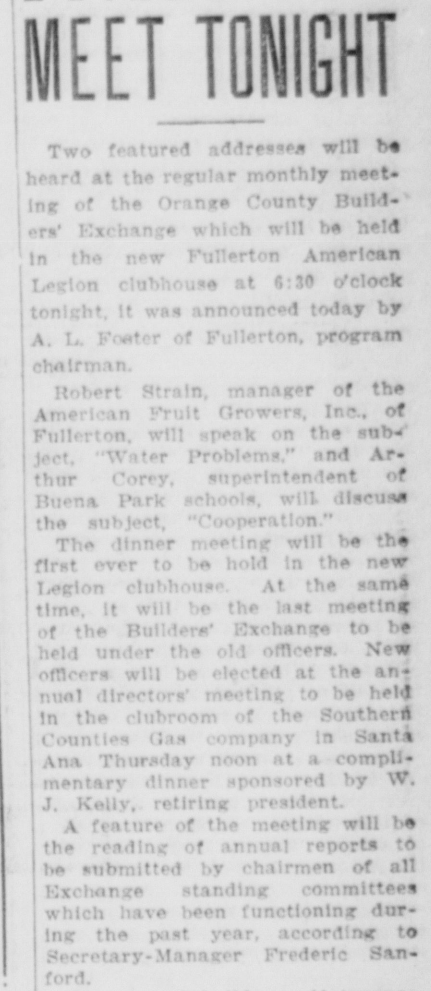 MEET TONIGHT
Two featured addresses will be
heard at the regular monthly meet-
ing of the Orange County Build-
ers' Exchange which will be held
in the new Fullerton American
Legion clubhouse at 6:30 o'clock
tonight, it was announced today by
A. L. Foster of Fullerton, program
chairman.
Robert Strain, manager of the
American Fruit Growers, Inc., of
Fullerton, will speak on the sub-
ject, "Water Problems," and Ar-
thur Corey, superintendent of
Buena Park schools, will discuss
the subject, "Cooperation."
The dinner meeting will be the
first ever to be hold in the new
Legion clubhouse. At the same
time, it will be the last meeting
of the Builders' Exchange to be
held under the old officers. New
officers will be elected at the an-
nual directors' meeting to be held
in the clubroom of the Southern
Counties Gas company in Santa
Ana Thursday noon at a compli-
mentary dinner sponsored by W.
J. Kelly, retiring president.
A feature of the meeting will be
the reading of annual reports to
be submitted by chairmen of all
Exchange standing committees
which have been functioning dur-
ing the past year, according to
Secretary-Manager Frederic San-
ford.